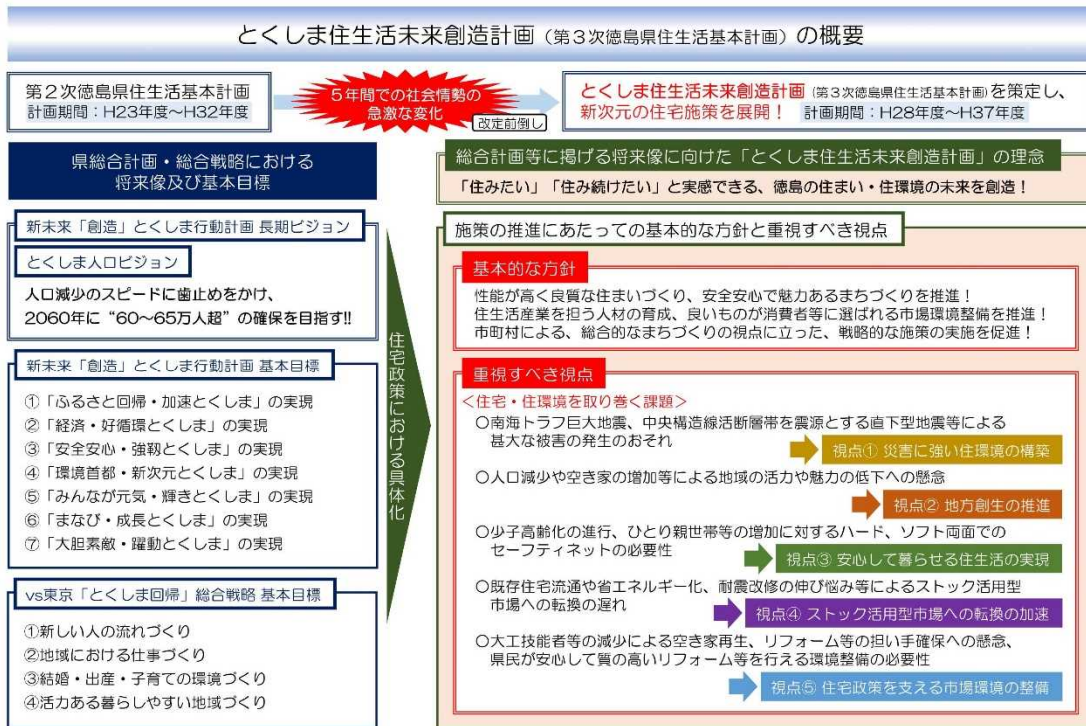 とくしま住生活未来創造計画（第3次徳島県住生活基本計画）の概要
第2次徳島県住生活基本計画
計画期間：H23年度～H32年度
5年間での社会情勢の
急激な変化
改定前倒し
とくしま住生活未来創造計画（第3次徳島県住生活基本計画）を策定し、
新次元の住宅施策を展開！ 計画期間：H28年度～H37年度
県総合計画・総合戦略における
将来像及び基本目標
新未来「創造」とくしま行動計画 長期ビジョン
とくしま人口ビジョン
人口減少のスピードに歯止めをかけ、
2060年に“60～65万人超”の確保を目指す!!
新未来「創造」とくしま行動計画 基本目標
①「ふるさと回帰・加速とくしま」の実現
②「経済・好循環とくしま」の実現
③「安全安心・強靱とくしま」の実現
④「環境首都・新次元とくしま」の実現
⑤「みんなが元気・輝きとくしま」の実現
⑥「まなび・成長とくしま」の実現
⑦「大胆素敵・躍動とくしま」の実現
vs東京「とくしま回帰」総合戦略 基本目標
①新しい人の流れづくり
②地域における仕事づくり
③結婚・出産・子育ての環境づくり
④活力ある暮らしやすい地域づくり
住宅政策における具体化
総合計画等に掲げる将来像に向けた「とくしま住生活未来創造計画」の理念
「住みたい」「住み続けたい」と実感できる、徳島の住まい・住環境の未来を創造！
施策の推進にあたっての基本的な方針と重視すべき視点
基本的な方針
性能が高く良質な住まいづくり、安全安心で魅力あるまちづくりを推進！
住生活産業を担う人材の育成、良いものが消費者等に選ばれる市場環境整備を推進！
市町村による、総合的なまちづくりの視点に立った、戦略的な施策の実施を促進！
重視すべき視点
＜住宅・住環境を取り巻く課題＞
○南海トラフ巨大地震、中央構造線活断層帯を震源とする直下型地震等による
甚大な被害の発生のおそれ
視点① 災害に強い住環境の構築
○人口減少や空き家の増加等による地域の活力や魅力の低下への懸念
視点② 地方創生の推進
○少子高齢化の進行、ひとり親世帯等の増加に対するハード、ソフト両面での
セーフティネットの必要性
視点③ 安心して暮らせる住生活の実現
○既存住宅流通や省エネルギー化、耐震改修の伸び悩み等によるストック活用型
市場への転換の遅れ
視点④ ストック活用型市場への転換の加速
○大工技能者等の減少による空き家再生、リフォーム等の担い手確保への懸念、
県民が安心して質の高いリフォーム等を行える環境整備の必要性
視点⑤ 住宅政策を支える市場環境の整備